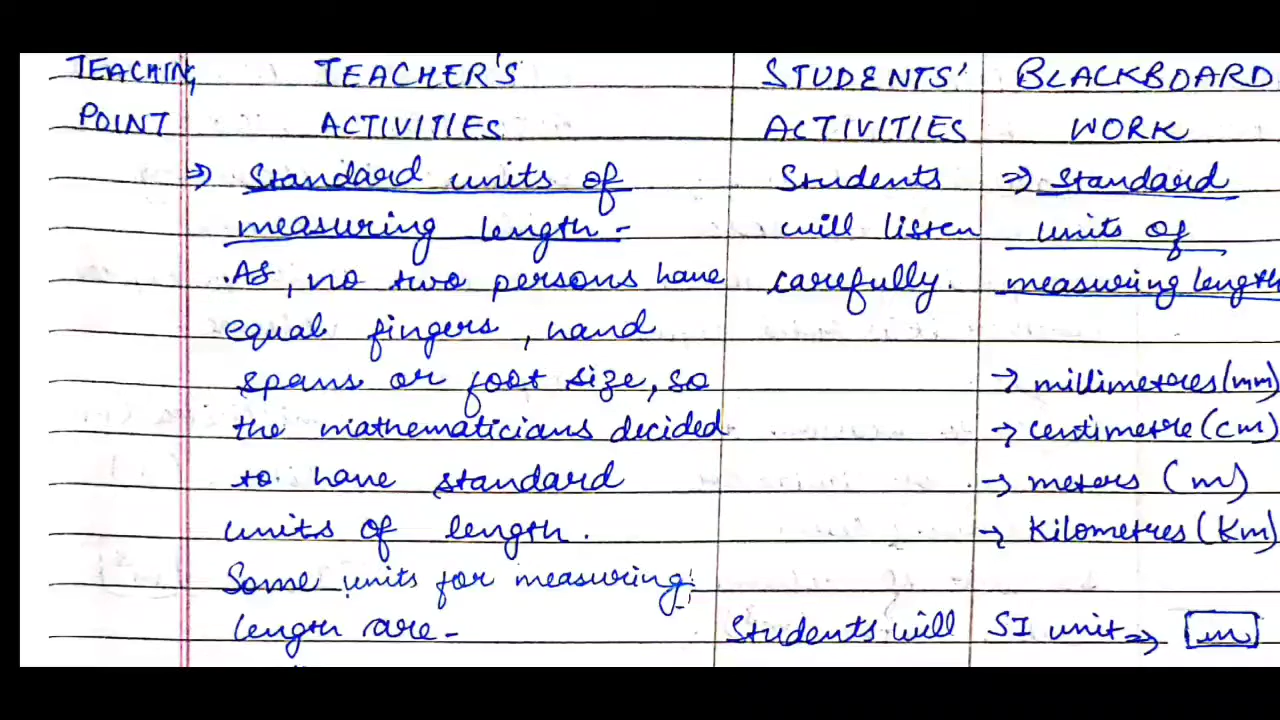 TEACHING TEACHER'S STUDENTS' BLACKBOARD
POINT ACTIVITIES ACTIVITIES WORK
⇒ Standard units of Students ⇒ Standard
measuring length - will listen units of
As, no two persons have carefully. measuring length
equal fingers, hand
spans or foot size, so → millimetres (mm)
the mathematicians decided → centimetre (cm)
to have standard → meters (m)
units of length. → Kilometres (Km)
Some units for measuring
length are - Students will SI unit ⇒ m